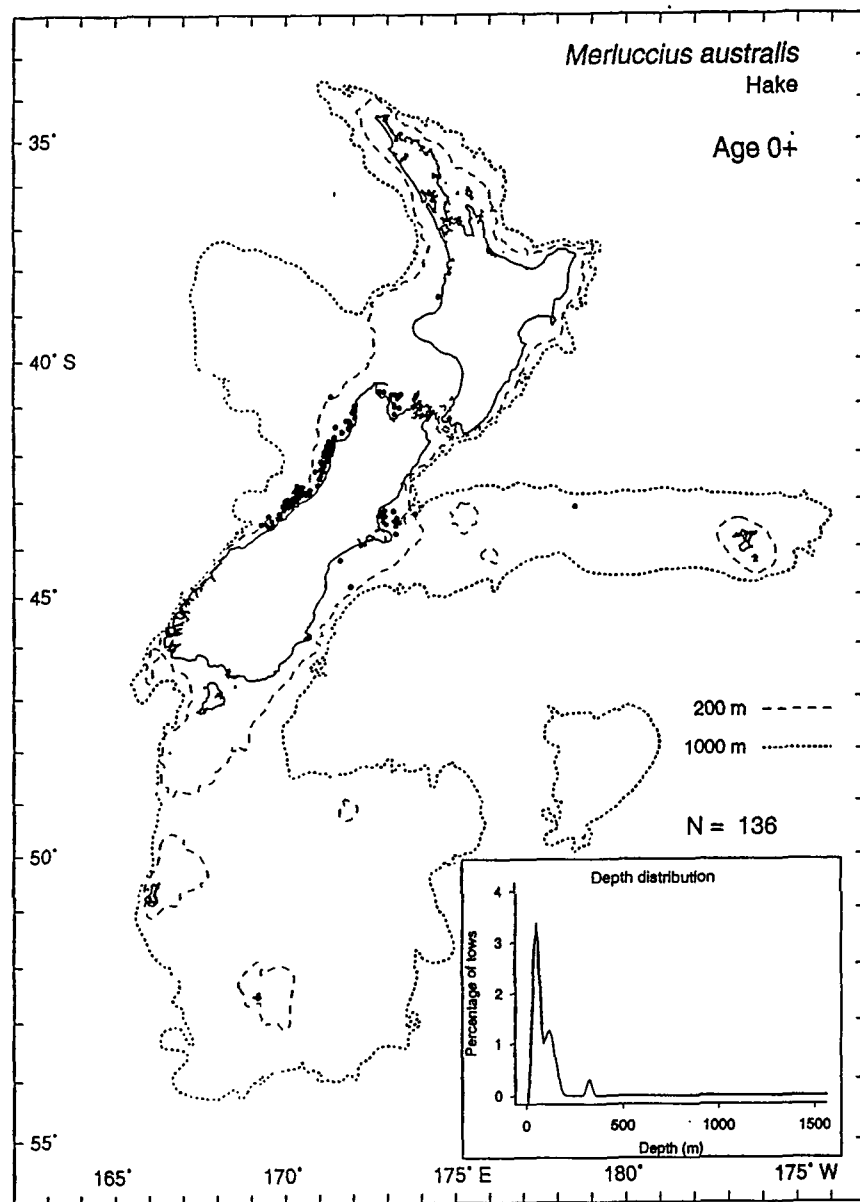 Merluccius australis
Hake
Age 0+
35°
40° S
45°
200 m
1000 m
N = 136
50°
Depth distribution
4
3
2
1
0
Percentage of tows
0 500 1000 1500
Depth (m)
55°
165° 170° 175° E 180° 175° W